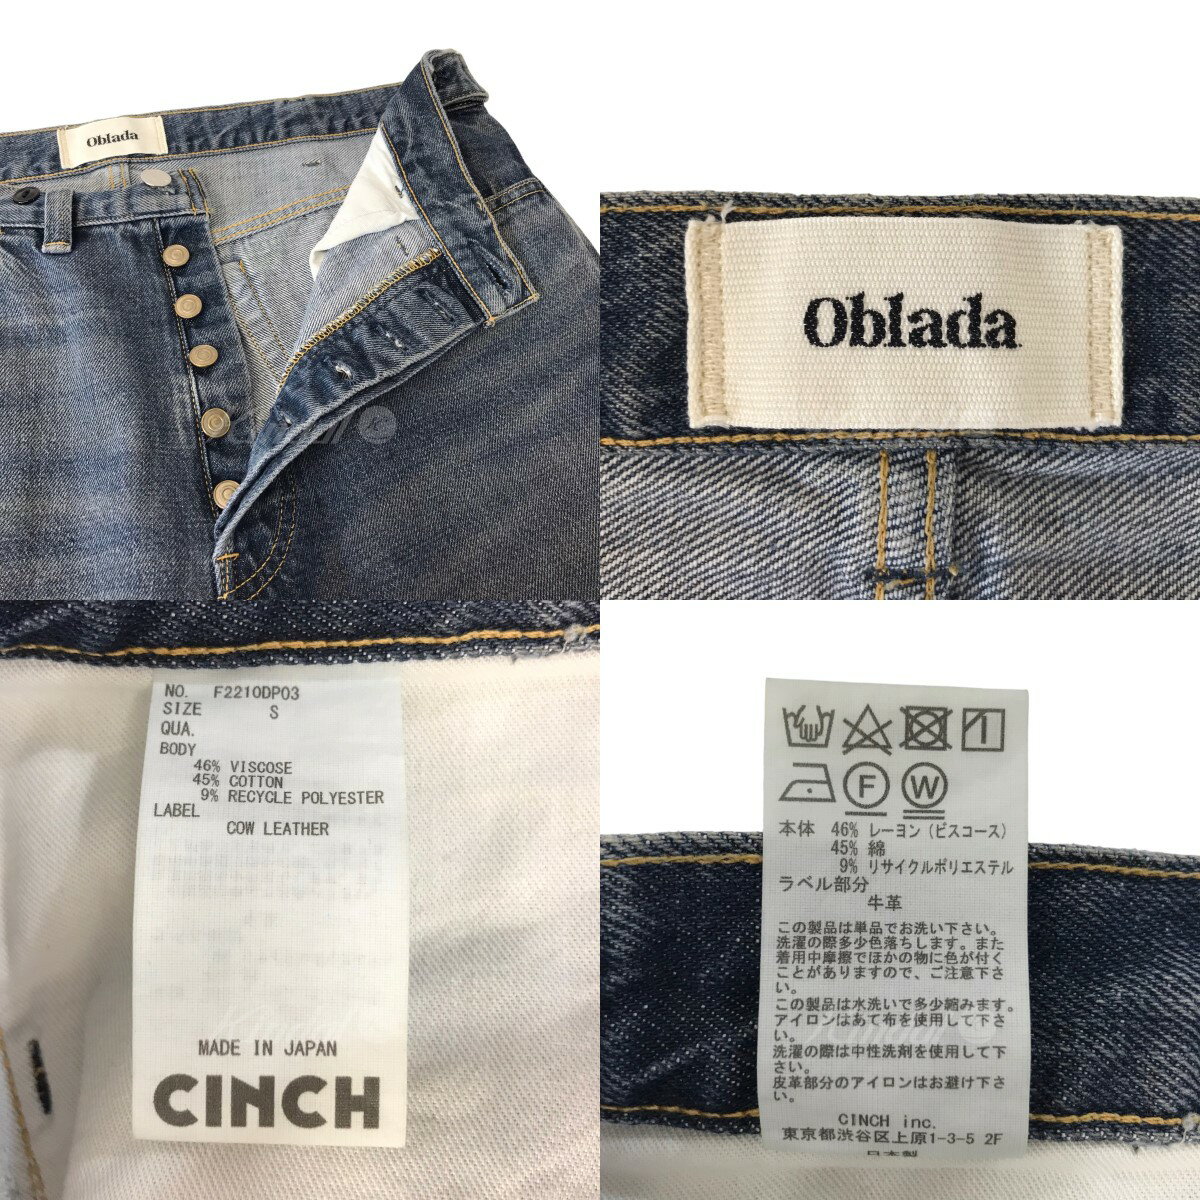 Oblada
Oblada
NO. F2210DP03
SIZE S
QUA.
BODY
46% VISCOSE
45% COTTON
9% RECYCLE POLYESTER
LABEL
COW LEATHER
MADE IN JAPAN
CINCH
F W
本体 46% レーヨン(ビスコース)
45% 綿
9% リサイクルポリエステル
ラベル部分
牛革
この製品は単品でお洗い下さい。
洗濯の際多少色落ちします。また
着用中摩擦でほかの物に色が付く
ことがありますので、ご注意下さ
い。
この製品は水洗いで多少縮みます。
アイロンはあて布を使用して下さ
い。
洗濯の際は中性洗剤を使用して下
さい。
皮革部分のアイロンはお避け下さ
い。
CINCH inc.
東京都渋谷区上原1-3-5 2F
日本製